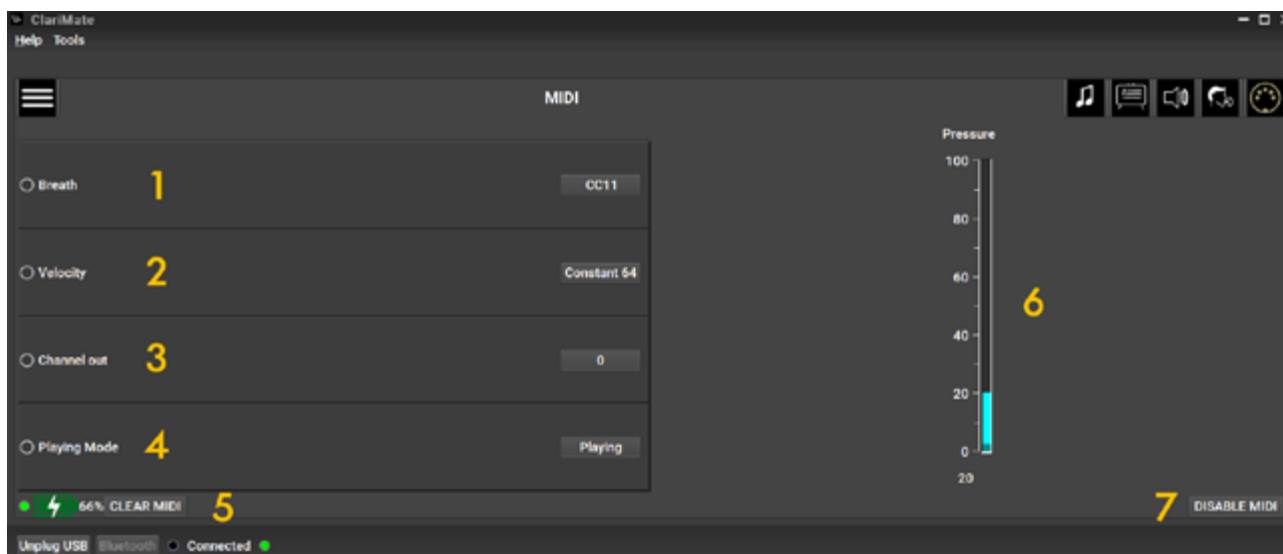 ClariMate
Help Tools
MIDI
Pressure
Breath 1 CC11
Velocity 2 Constant 64
Channel out 3 0
Playing Mode 4 Playing
100
80
60
6
40
20
0
20
66% CLEAR MIDI 5
7 DISABLE MIDI
Unplug USB Bluetooth Connected